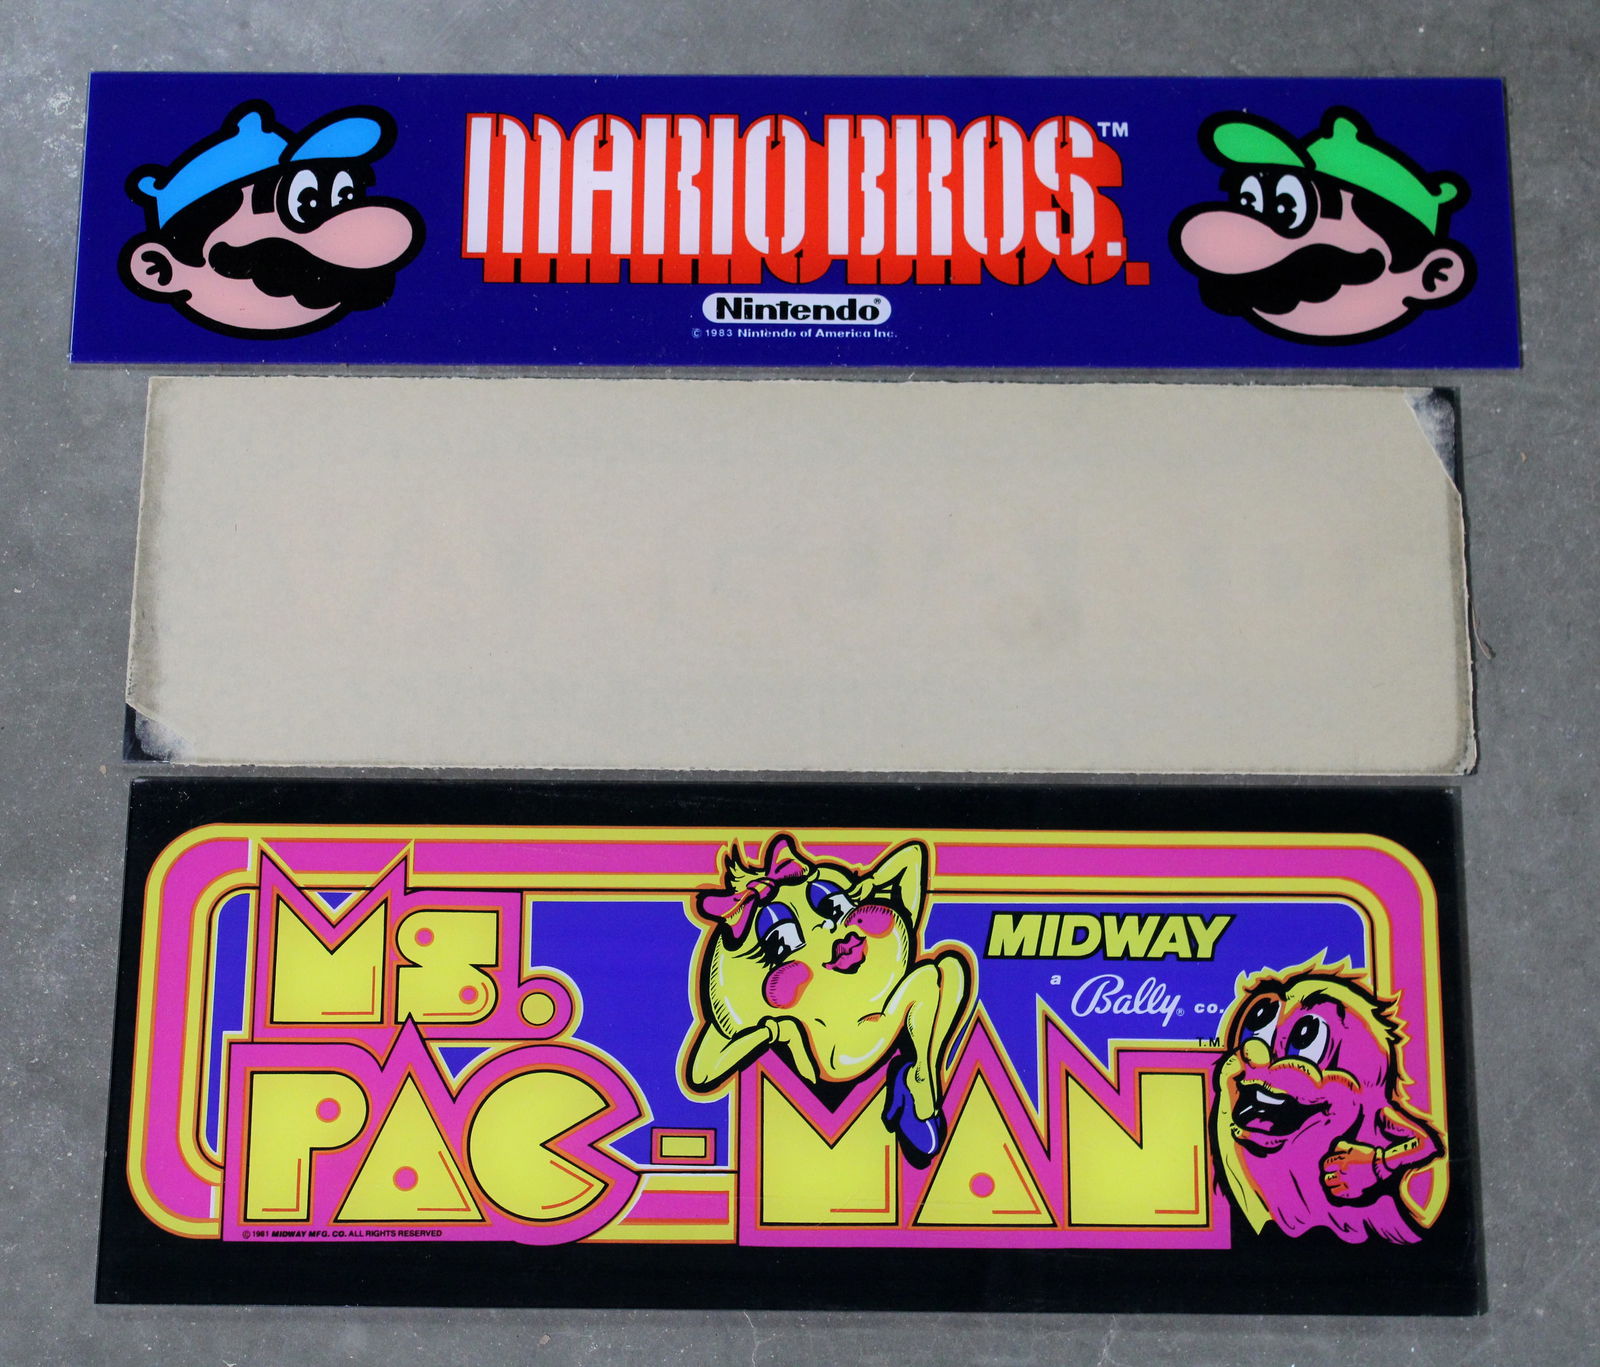 MARIO BROS.™
Nintendo®
© 1983 Nintendo of America Inc.
MS.
PAC-MAN
MIDWAY
a Bally® co.
T.M.
© 1981 MIDWAY MFG. CO. ALL RIGHTS RESERVED